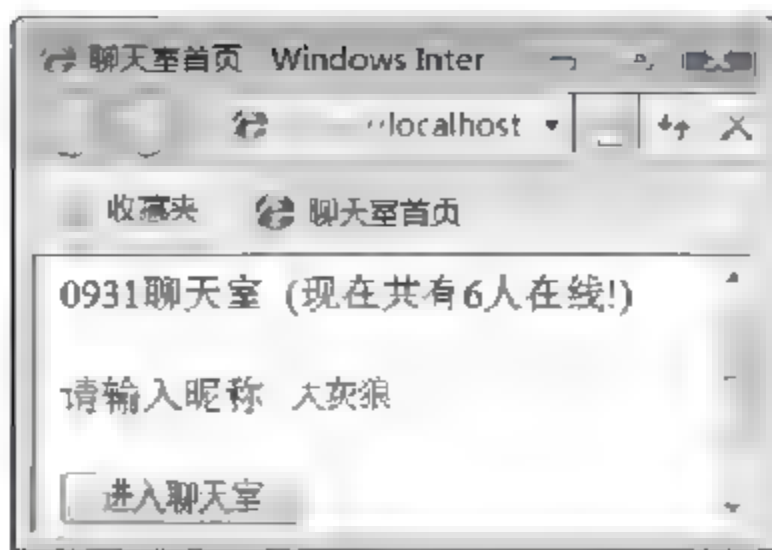 聊天室首页 Windows Inter
localhost
收藏夹 聊天室首页
0931聊天室 (现在共有6人在线!)
请输入昵称 大灰狼
进入聊天室